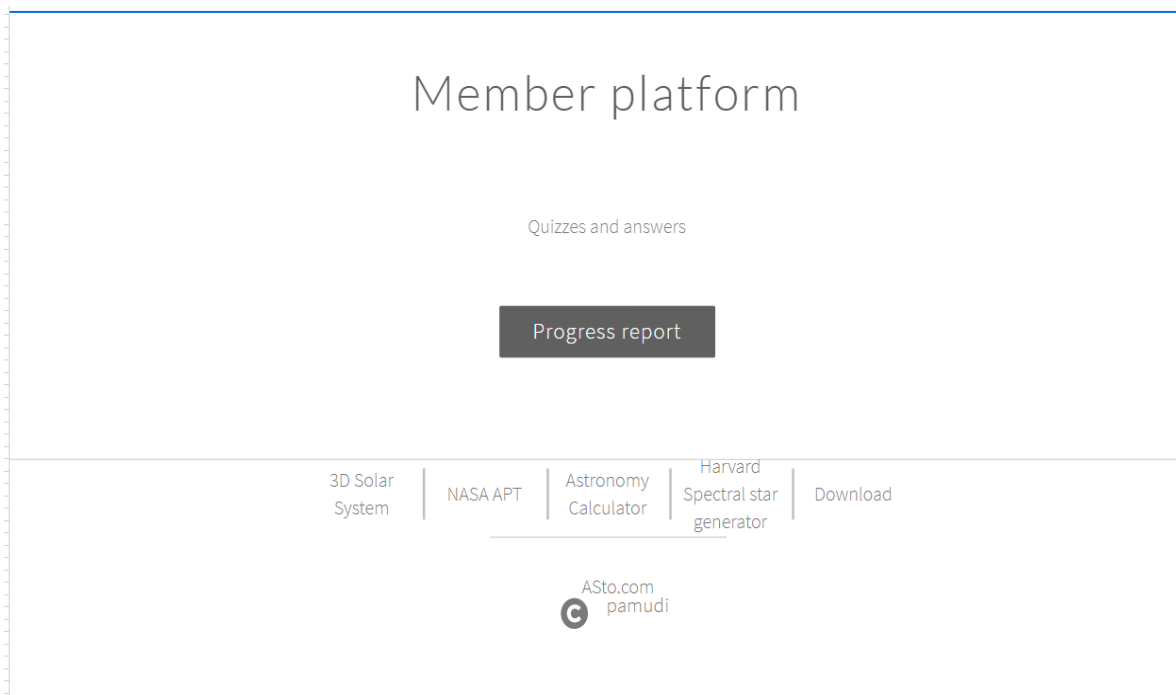 Member platform
Quizzes and answers
Progress report
3D Solar
System
NASA APT
Astronomy
Calculator
Harvard
Spectral star
generator
Download
ASto.com
C pamudi